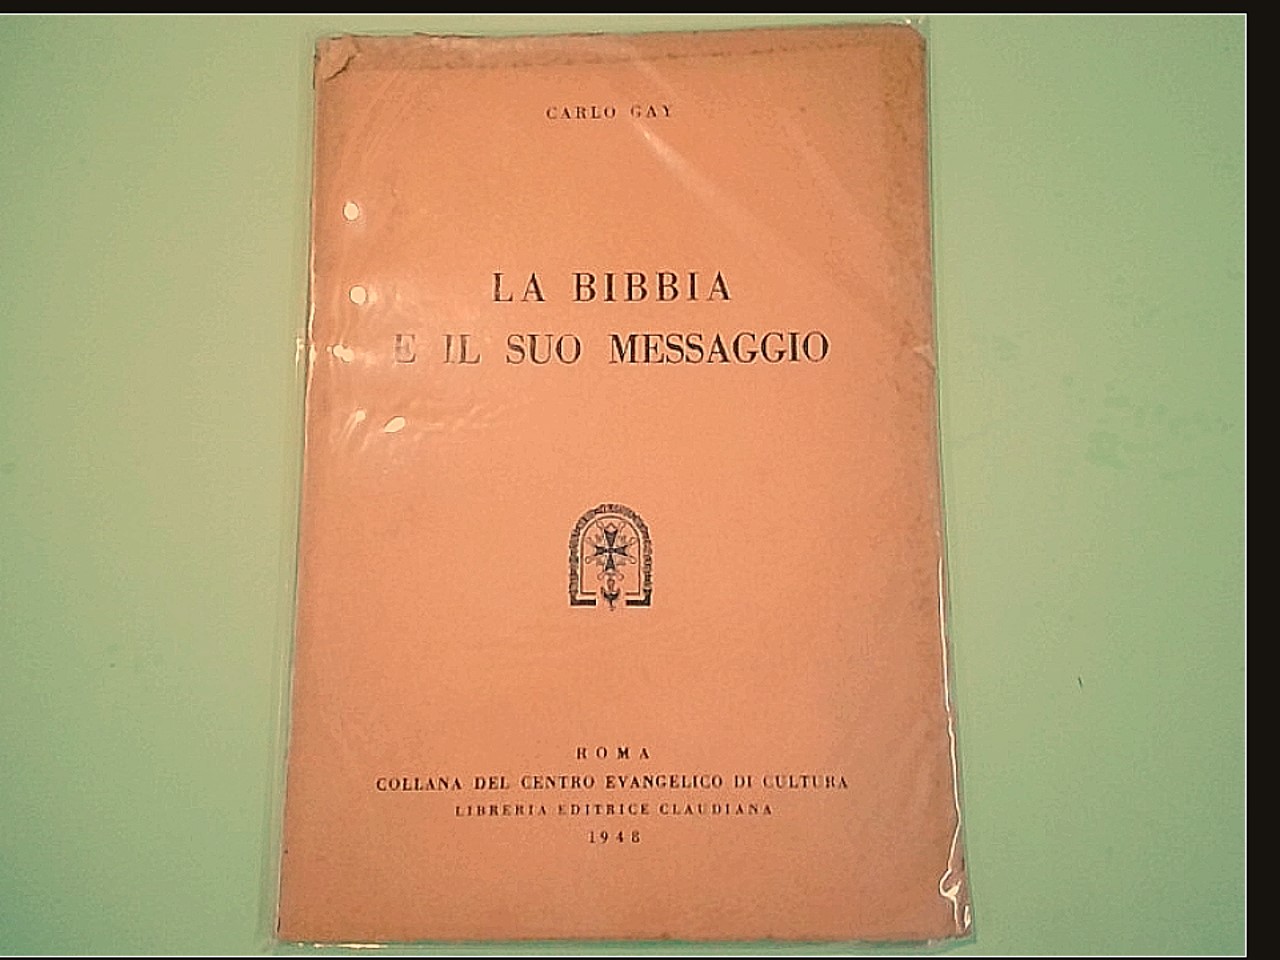 CARLO GAY
LA BIBBIA
E IL SUO MESSAGGIO
ROMA
COLLANA DEL CENTRO EVANGELICO DI CULTURA
LIBRERIA EDITRICE CLAUDIANA
1948